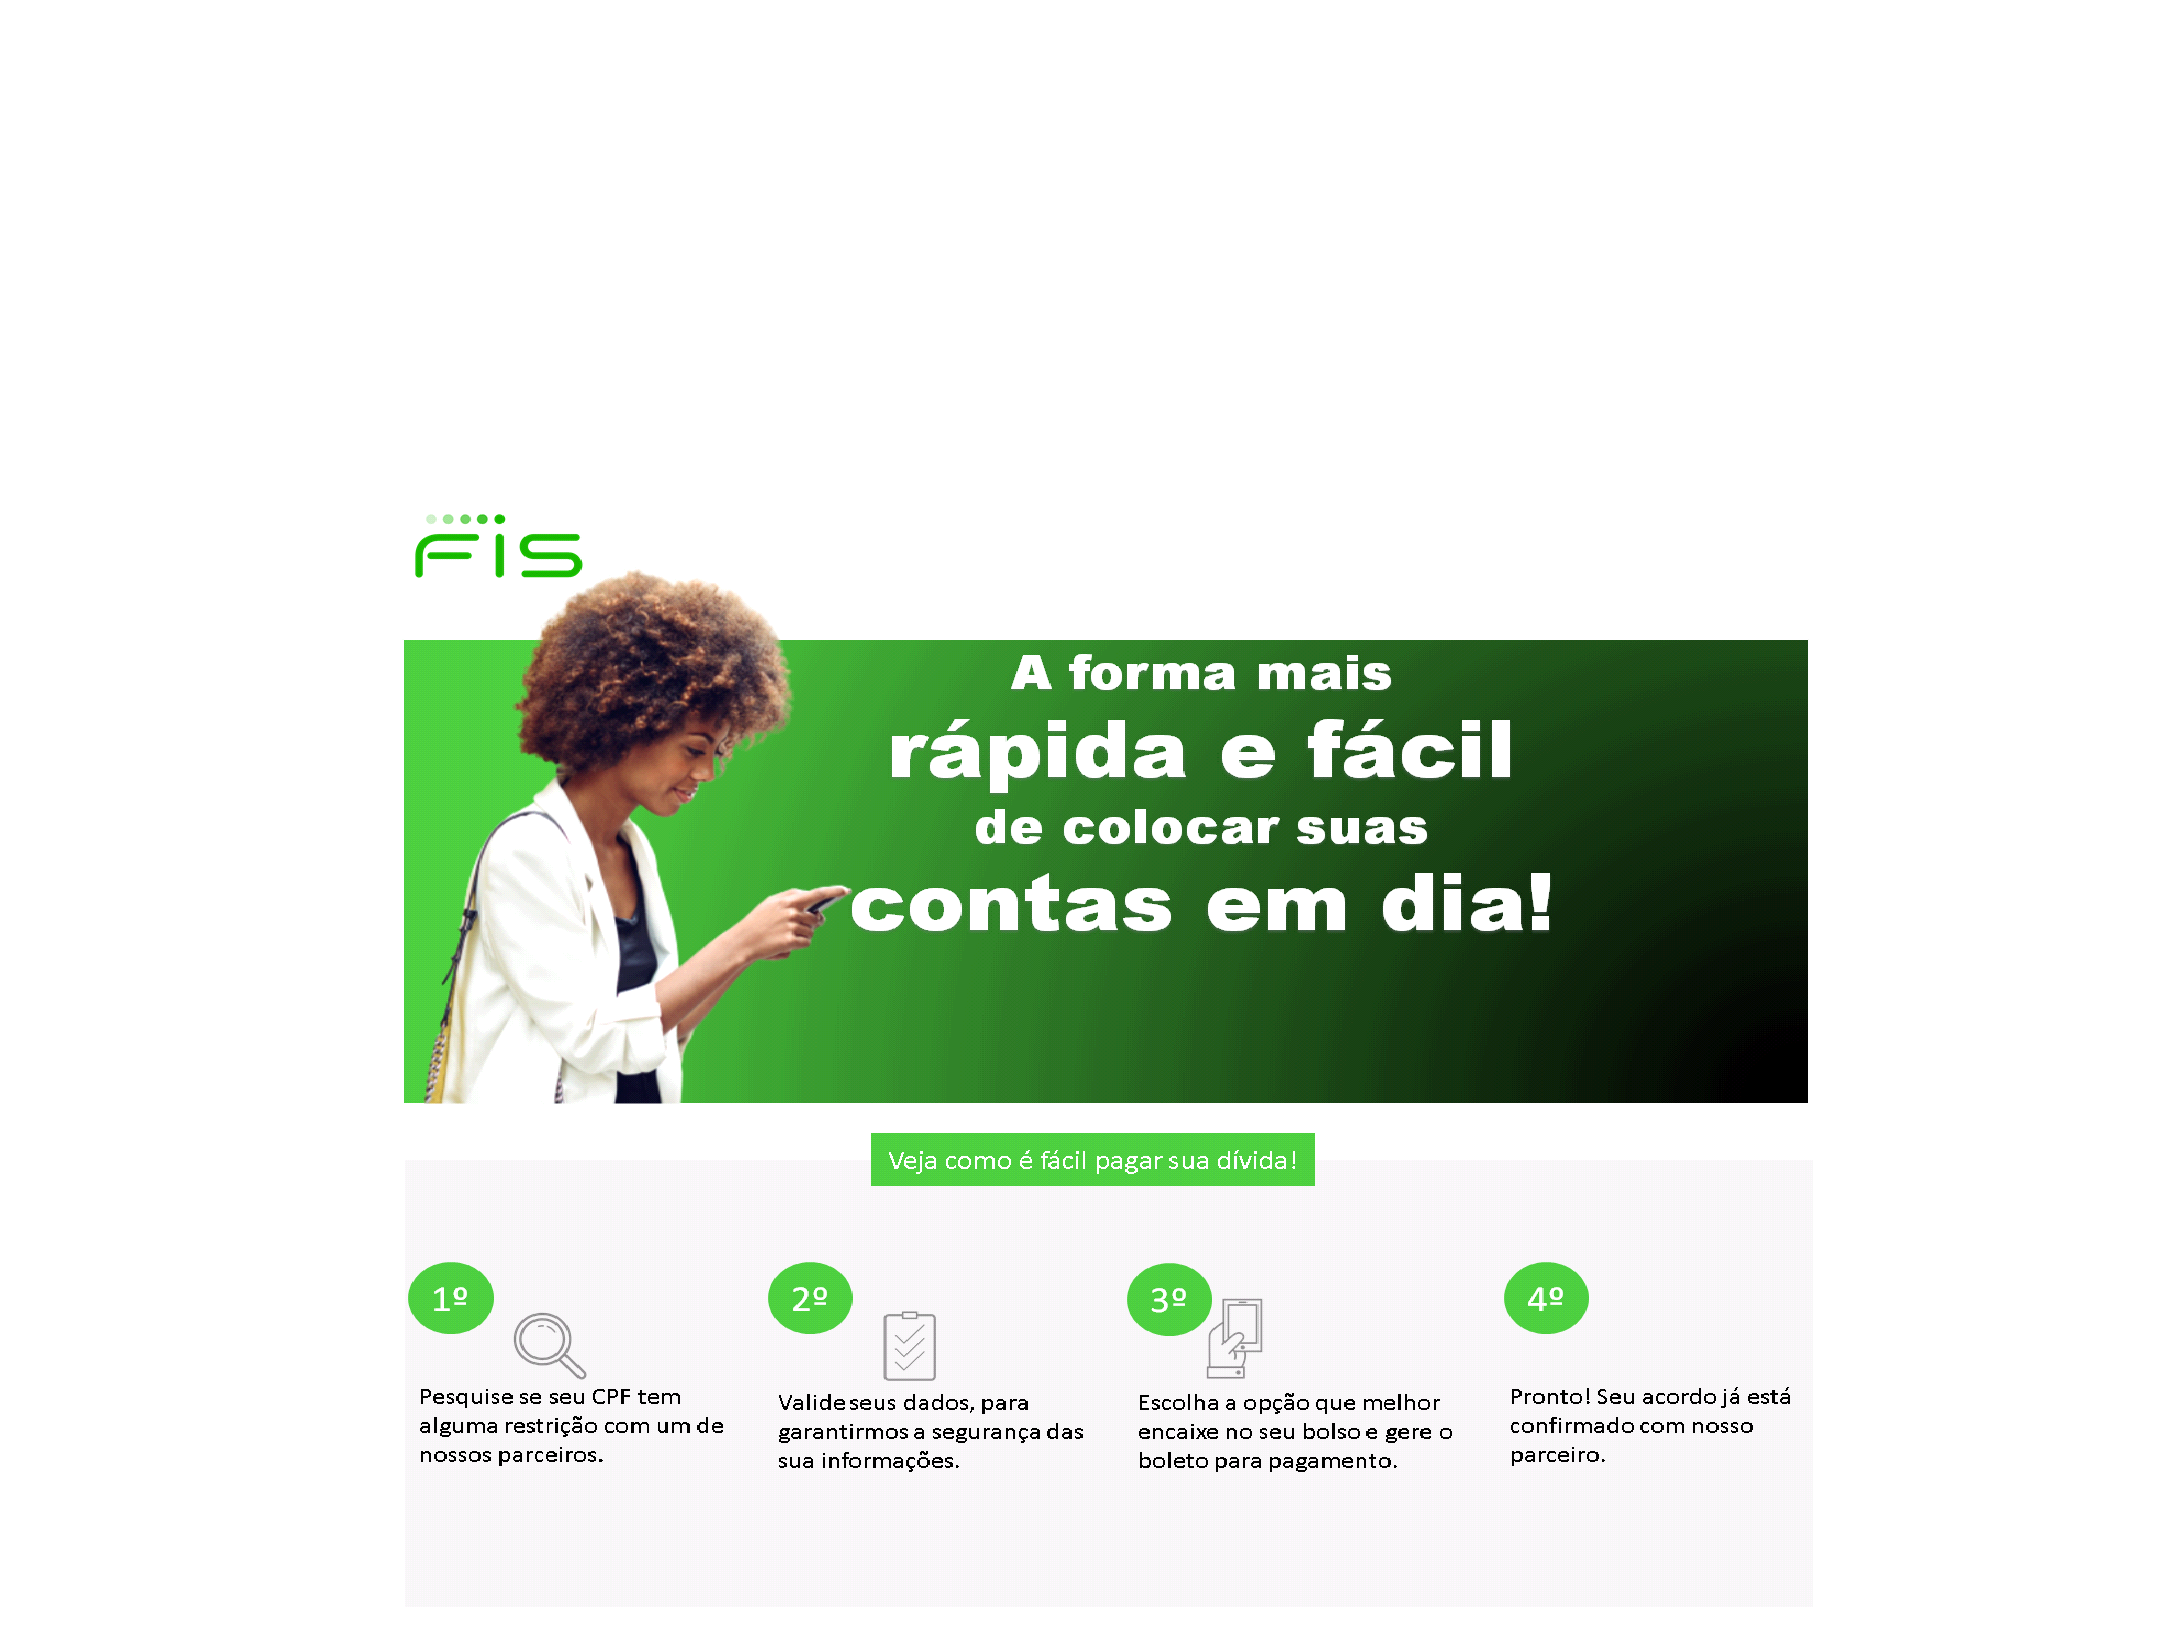 FIS
A forma mais
rápida e fácil
de colocar suas
contas em dia!
Veja como é fácil pagar sua dívida!
1º
Pesquise se seu CPF tem
alguma restrição com um de
nossos parceiros.
2º
Valide seus dados, para
garantirmos a segurança das
sua informações.
3º
Escolha a opção que melhor
encaixe no seu bolso e gere o
boleto para pagamento.
4º
Pronto! Seu acordo já está
confirmado com nosso
parceiro.